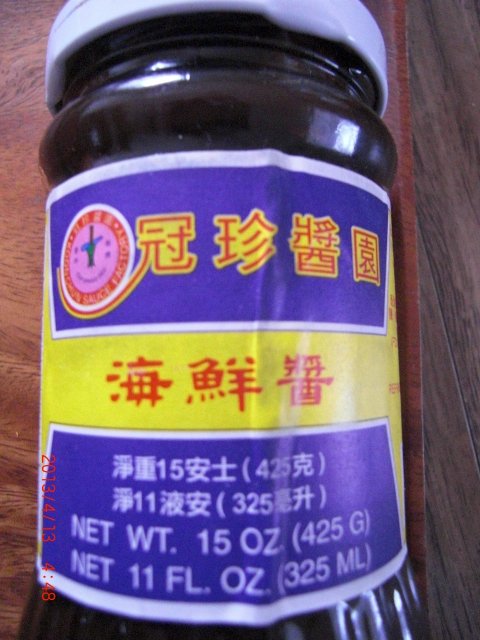 冠珍醬園
海鮮醬
淨重15安士(425克)
淨11液安(325毫升)
NET WT. 15 OZ. (425 G)
NET 11 FL. OZ. (325 ML)
2013/4/13 4:48